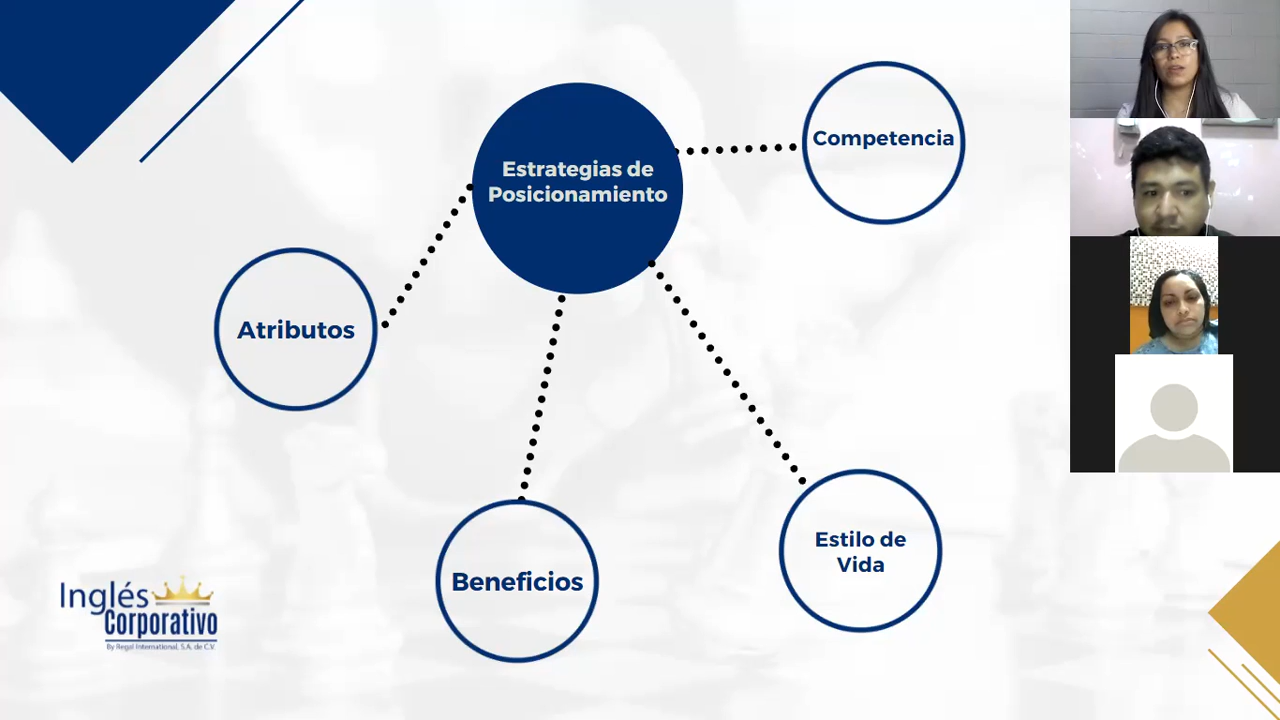 Estrategias de
Posicionamiento
Competencia
Atributos
Beneficios
Estilo de
Vida
Inglés
Corporativo
By Regal International, S.A. de C.V.